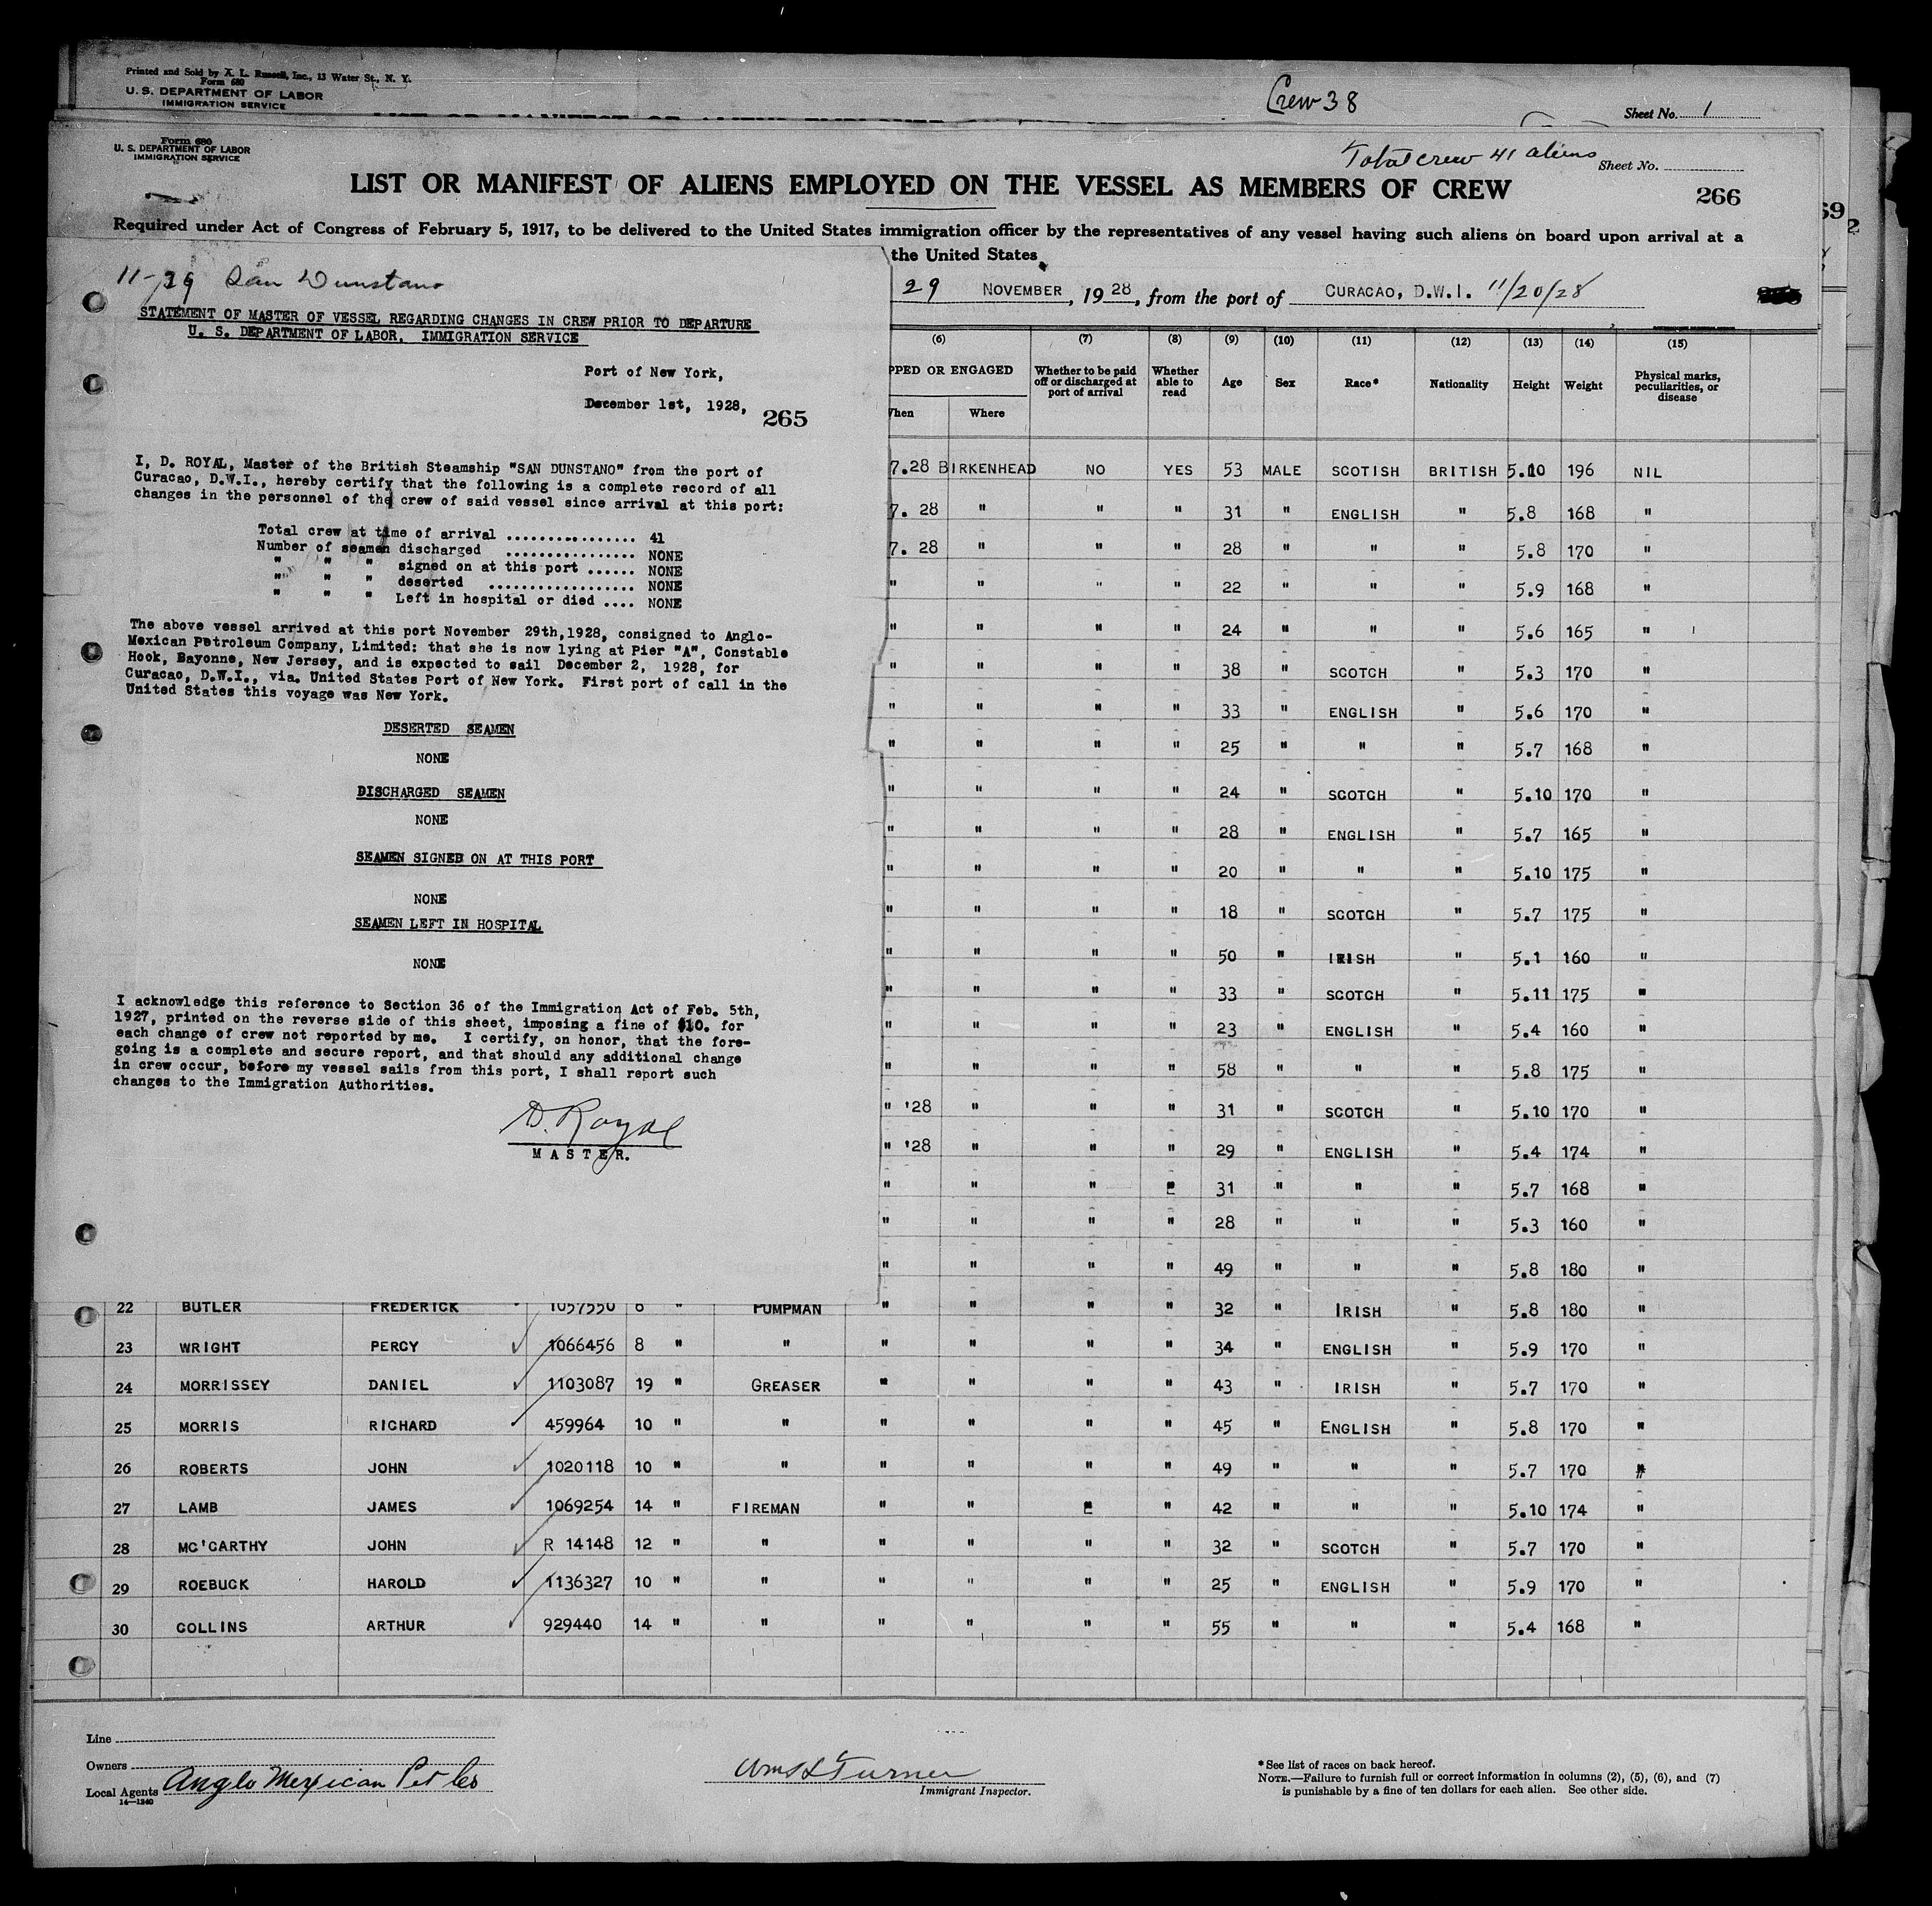 Printed and Sold by X. L. Russell, Inc., 13 Water St., N. Y.
Form 680
U. S. DEPARTMENT OF LABOR
IMMIGRATION SERVICE
Crew 38
Sheet No. 1
Form 680
U. S. DEPARTMENT OF LABOR
IMMIGRATION SERVICE
Total crew 41 aliens
Sheet No.
LIST OR MANIFEST OF ALIENS EMPLOYED ON THE VESSEL AS MEMBERS OF CREW
266
Required under Act of Congress of February 5, 1917, to be delivered to the United States immigration officer by the representatives of any vessel having such aliens on board upon arrival at a
the United States
29 NOVEMBER, 1928, from the port of CURACAO, D.W.I. 11/20/28
11-29 San Dunstano
STATEMENT OF MASTER OF VESSEL REGARDING CHANGES IN CREW PRIOR TO DEPARTURE
U. S. DEPARTMENT OF LABOR. IMMIGRATION SERVICE
Port of New York,
December 1st, 1928,
265
I, D. ROYAL, Master of the British Steamship "SAN DUNSTANO" from the port of
Curacao, D.W.I., hereby certify that the following is a complete record of all
changes in the personnel of the crew of said vessel since arrival at this port:
Total crew at time of arrival ................ 41
Number of seamen discharged ................ NONE
" " " signed on at this port ...... NONE
" " " deserted .................. NONE
" " " Left in hospital or died .... NONE
The above vessel arrived at this port November 29th,1928, consigned to Anglo-
Mexican Petroleum Company, Limited: that she is now lying at Pier "A", Constable
Hook, Bayonne, New Jersey, and is expected to sail December 2, 1928, for
Curacao, D.W.I., via. United States Port of New York. First port of call in the
United States this voyage was New York.
DESERTED SEAMEN
NONE
DISCHARGED SEAMEN
NONE
SEAMEN SIGNED ON AT THIS PORT
NONE
SEAMEN LEFT IN HOSPITAL
NONE
I acknowledge this reference to Section 36 of the Immigration Act of Feb. 5th,
1927, printed on the reverse side of this sheet, imposing a fine of $10. for
each change of crew not reported by me. I certify, on honor, that the fore-
going is a complete and secure report, and that should any additional change
in crew occur, before my vessel sails from this port, I shall report such
changes to the Immigration Authorities.
D. Royal
MASTER.
(6) (7) (8) (9) (10) (11) (12) (13) (14) (15)
PPED OR ENGAGED Whether to be paid off or discharged at port of arrival Whether able to read Age Sex Race* Nationality Height Weight Physical marks, peculiarities, or disease
When Where
7.28 BIRKENHEAD NO YES 53 MALE SCOTISH BRITISH 5.10 196 NIL
7. 28 " " " 31 " ENGLISH " 5.8 168 "
7. 28 " " " 28 " " " 5.8 170 "
" " " " 22 " " " 5.9 168 "
" " " " 24 " " " 5.6 165 "
" " " " 38 " SCOTCH " 5.3 170 "
" " " " 33 " ENGLISH " 5.6 170 "
" " " " 25 " " " 5.7 168 "
" " " " 24 " SCOTCH " 5.10 170 "
" " " " 28 " ENGLISH " 5.7 165 "
" " " " 20 " " " 5.10 175 "
" " " " 18 " SCOTCH " 5.7 175 "
" " " " 50 " IRISH " 5.1 160 "
" " " " 33 " SCOTCH " 5.11 175 "
" " " " 23 " ENGLISH " 5.4 160 "
" " " " 58 " " " 5.8 175 "
" '28 " " " 31 " SCOTCH " 5.10 170 "
" '28 " " " 29 " ENGLISH " 5.4 174 "
" " " " 31 " " " 5.7 168 "
" " " " 28 " " " 5.3 160 "
" " " " 49 " " " 5.8 180 "
22 BUTLER FREDERICK 1057550 6 " PUMPMAN " " " " 32 " IRISH " 5.8 180 "
23 WRIGHT PERCY 1066456 8 " " " " " " 34 " ENGLISH " 5.9 170 "
24 MORRISSEY DANIEL 1103087 19 " GREASER " " " " 43 " IRISH " 5.7 170 "
25 MORRIS RICHARD 459964 10 " " " " " " 45 " ENGLISH " 5.8 170 "
26 ROBERTS JOHN 1020118 10 " " " " " " 49 " " " 5.7 170 "
27 LAMB JAMES 1069254 14 " FIREMAN " " " " 42 " " " 5.10 174 "
28 MC'CARTHY JOHN R 14148 12 " " " " " " 32 " SCOTCH " 5.7 170 "
29 ROEBUCK HAROLD 1136327 10 " " " " " " 25 " ENGLISH " 5.9 170 "
30 COLLINS ARTHUR 929440 14 " " " " " " 55 " " " 5.4 168 "
Line
Owners
Local Agents Anglo Mexican Pet Co
14—1240
Wm L Turner
Immigrant Inspector.
* See list of races on back hereof.
NOTE.—Failure to furnish full or correct information in columns (2), (5), (6), and (7)
is punishable by a fine of ten dollars for each alien. See other side.